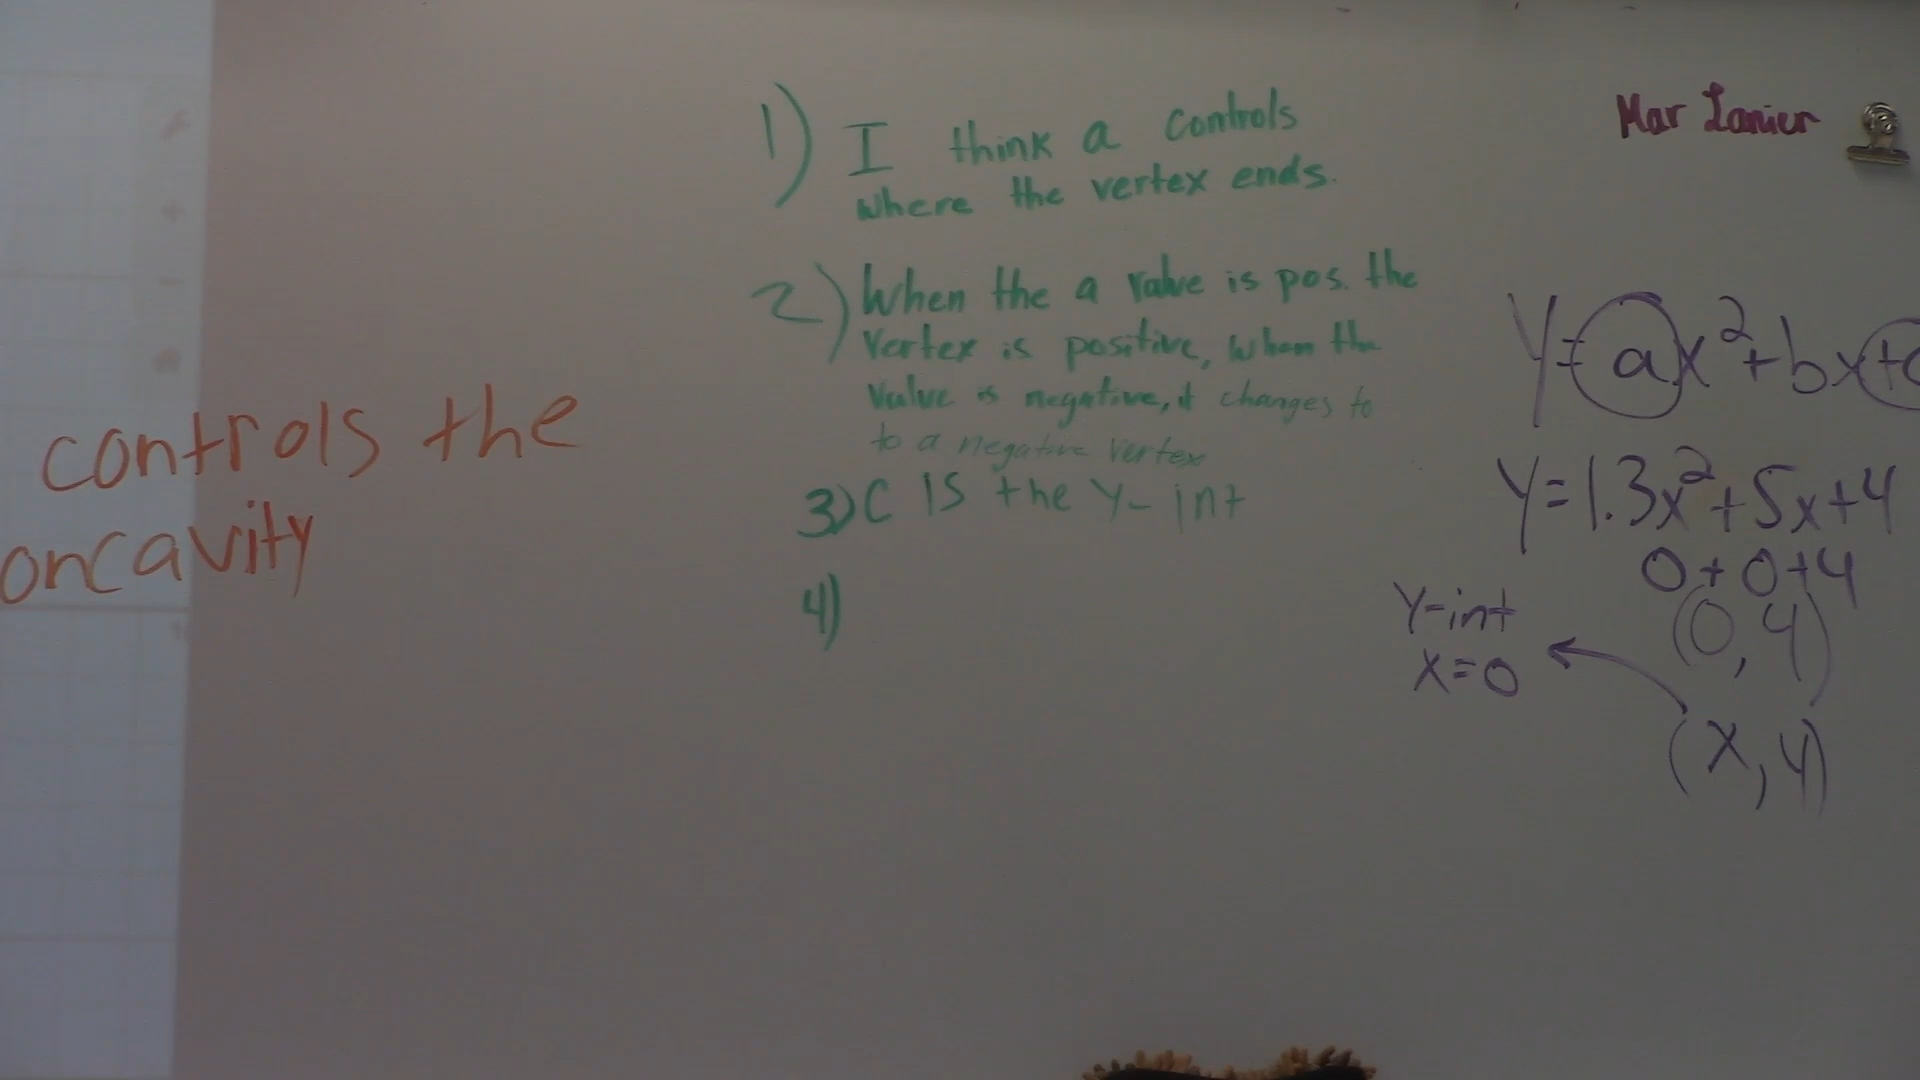 controls the
oncavity
1) I think a controls
where the vertex ends.
2) When the a value is pos. the
vertex is positive, when the
value is negative, it changes to
to a negative vertex
3) C IS the y-int
4)
Mar Lanier
Y=ax²+bx+c
Y=1.3x²+5x+4
0+0+4
(0,4)
Y-int
X=0
(X,Y)